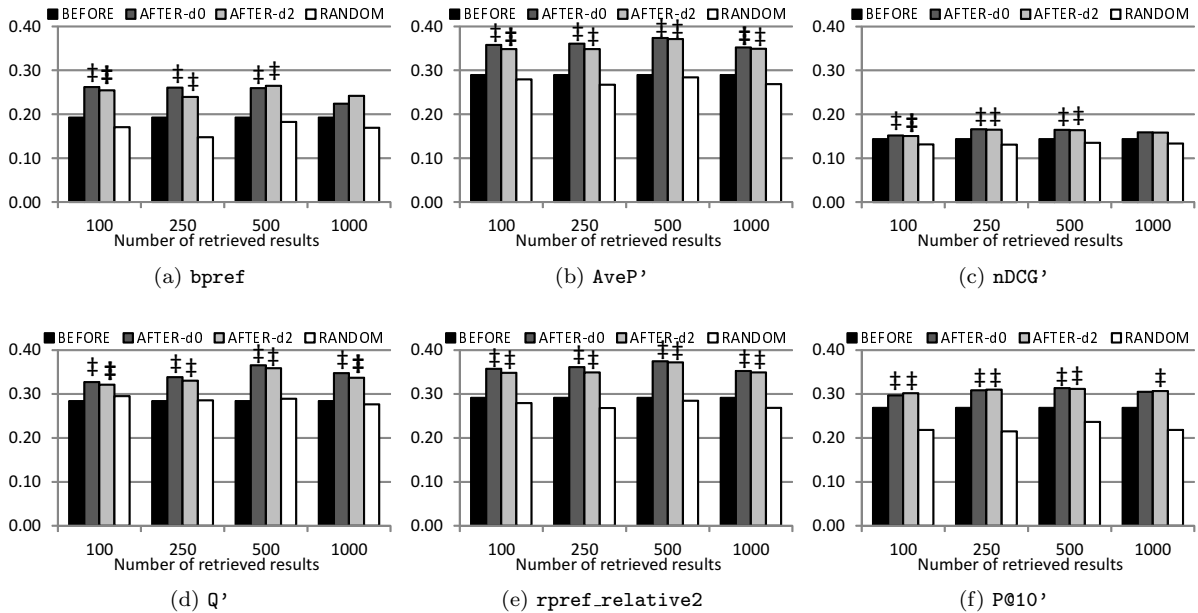 BEFORE AFTER-d0 AFTER-d2 RANDOM
0.40
0.30
0.20
0.10
0.00
‡ ‡ ‡ ‡ ‡ ‡
100 250 500 1000
Number of retrieved results
(a) bpref
BEFORE AFTER-d0 AFTER-d2 RANDOM
0.40
0.30
0.20
0.10
0.00
‡ ‡ ‡ ‡ ‡ ‡ ‡ ‡
100 250 500 1000
Number of retrieved results
(b) AveP'
BEFORE AFTER-d0 AFTER-d2 RANDOM
0.40
0.30
0.20
0.10
0.00
‡ ‡ ‡ ‡ ‡ ‡
100 250 500 1000
Number of retrieved results
(c) nDCG'
BEFORE AFTER-d0 AFTER-d2 RANDOM
0.40
0.30
0.20
0.10
0.00
‡ ‡ ‡ ‡ ‡ ‡ ‡ ‡
100 250 500 1000
Number of retrieved results
(d) Q'
BEFORE AFTER-d0 AFTER-d2 RANDOM
0.40
0.30
0.20
0.10
0.00
‡ ‡ ‡ ‡ ‡ ‡ ‡ ‡
100 250 500 1000
Number of retrieved results
(e) rpref_relative2
BEFORE AFTER-d0 AFTER-d2 RANDOM
0.40
0.30
0.20
0.10
0.00
‡ ‡ ‡ ‡ ‡ ‡ ‡
100 250 500 1000
Number of retrieved results
(f) P@10'